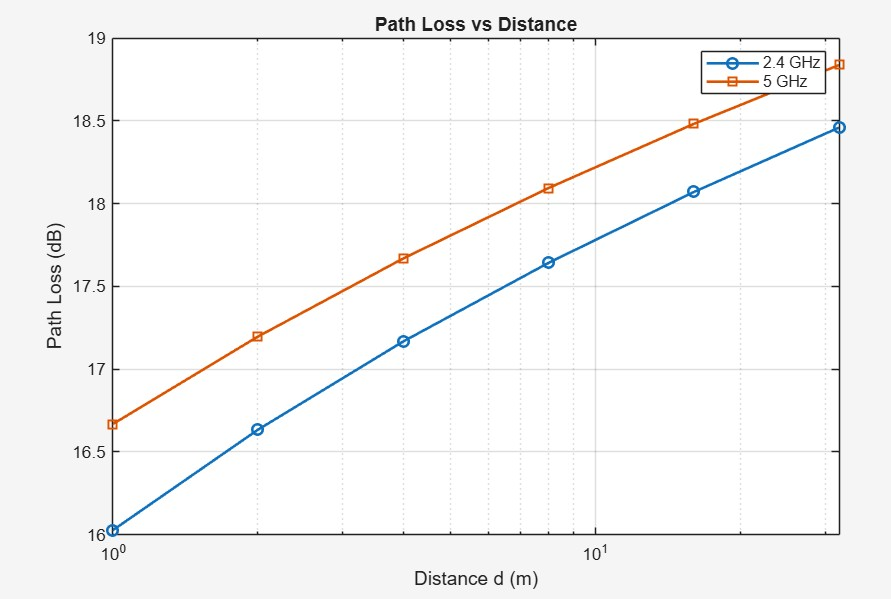 Path Loss vs Distance
2.4 GHz
5 GHz
19
18.5
18
17.5
17
16.5
16
Path Loss (dB)
10⁰
10¹
Distance d (m)